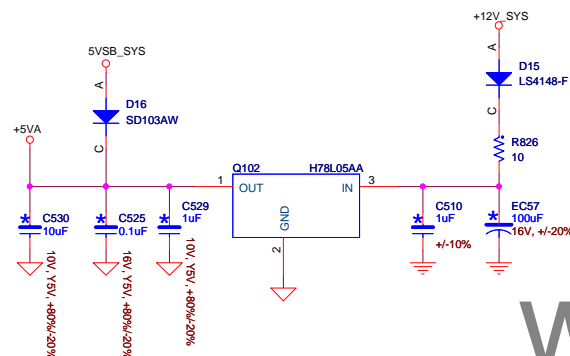 +12V_SYS
5VSB_SYS
A
D15
LS4148-F
A
D16
SD103AW
C
+5VA
R826
10
C
Q102
H78L05AA
1
OUT
IN
3
GND
2
C530
10uF
10V, Y5V, +80%/-20%
C525
0.1uF
16V, Y5V, +80%/-20%
C529
1uF
10V, Y5V, +80%/-20%
C510
1uF
+/-10%
EC57
100uF
16V, +/-20%
W